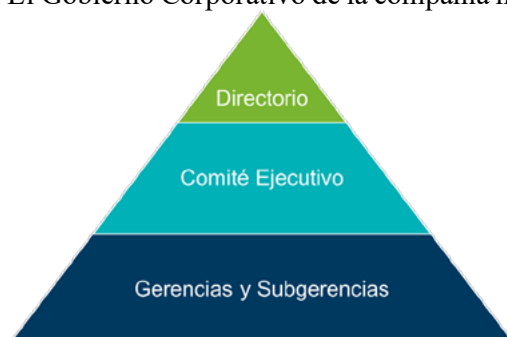 El Gobierno Corporativo de la compañía
Directorio
Comité Ejecutivo
Gerencias y Subgerencias